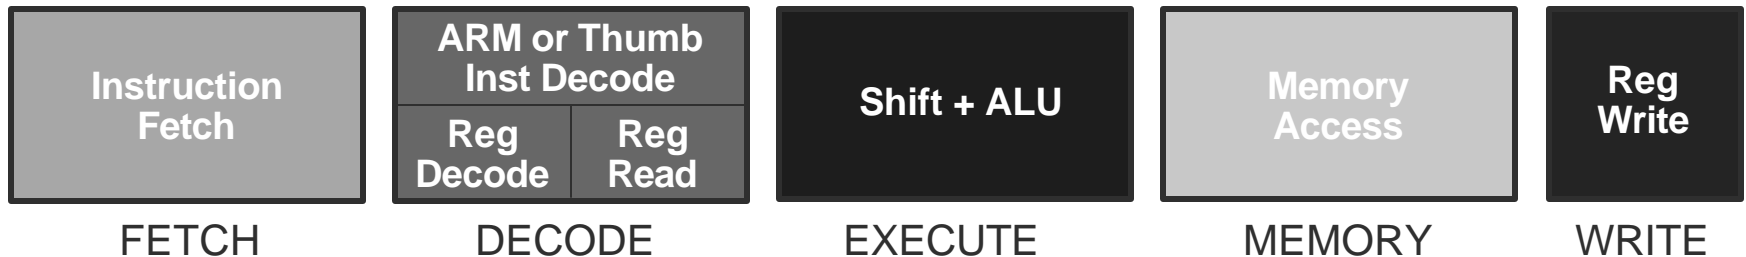 Instruction
Fetch
ARM or Thumb
Inst Decode
Reg
Decode
Reg
Read
Shift + ALU
Memory
Access
Reg
Write
FETCH
DECODE
EXECUTE
MEMORY
WRITE